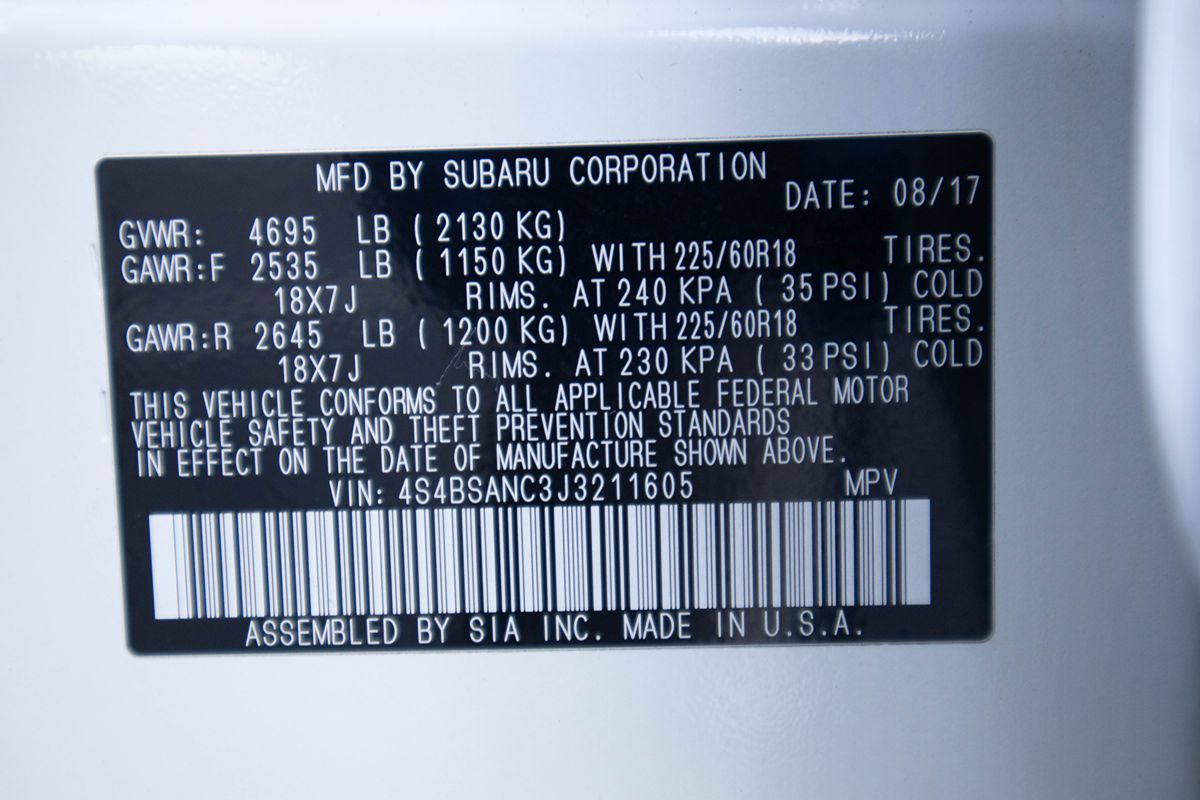 MFD BY SUBARU CORPORATION
DATE: 08/17
GVWR: 4695 LB ( 2130 KG)
GAWR:F 2535 LB ( 1150 KG) WITH 225/60R18 TIRES.
18X7J RIMS. AT 240 KPA ( 35 PSI) COLD
GAWR:R 2645 LB ( 1200 KG) WITH 225/60R18 TIRES.
18X7J RIMS. AT 230 KPA ( 33 PSI) COLD
THIS VEHICLE CONFORMS TO ALL APPLICABLE FEDERAL MOTOR
VEHICLE SAFETY AND THEFT PREVENTION STANDARDS
IN EFFECT ON THE DATE OF MANUFACTURE SHOWN ABOVE.
VIN: 4S4BSANC3J3211605 MPV
ASSEMBLED BY SIA INC. MADE IN U.S.A.